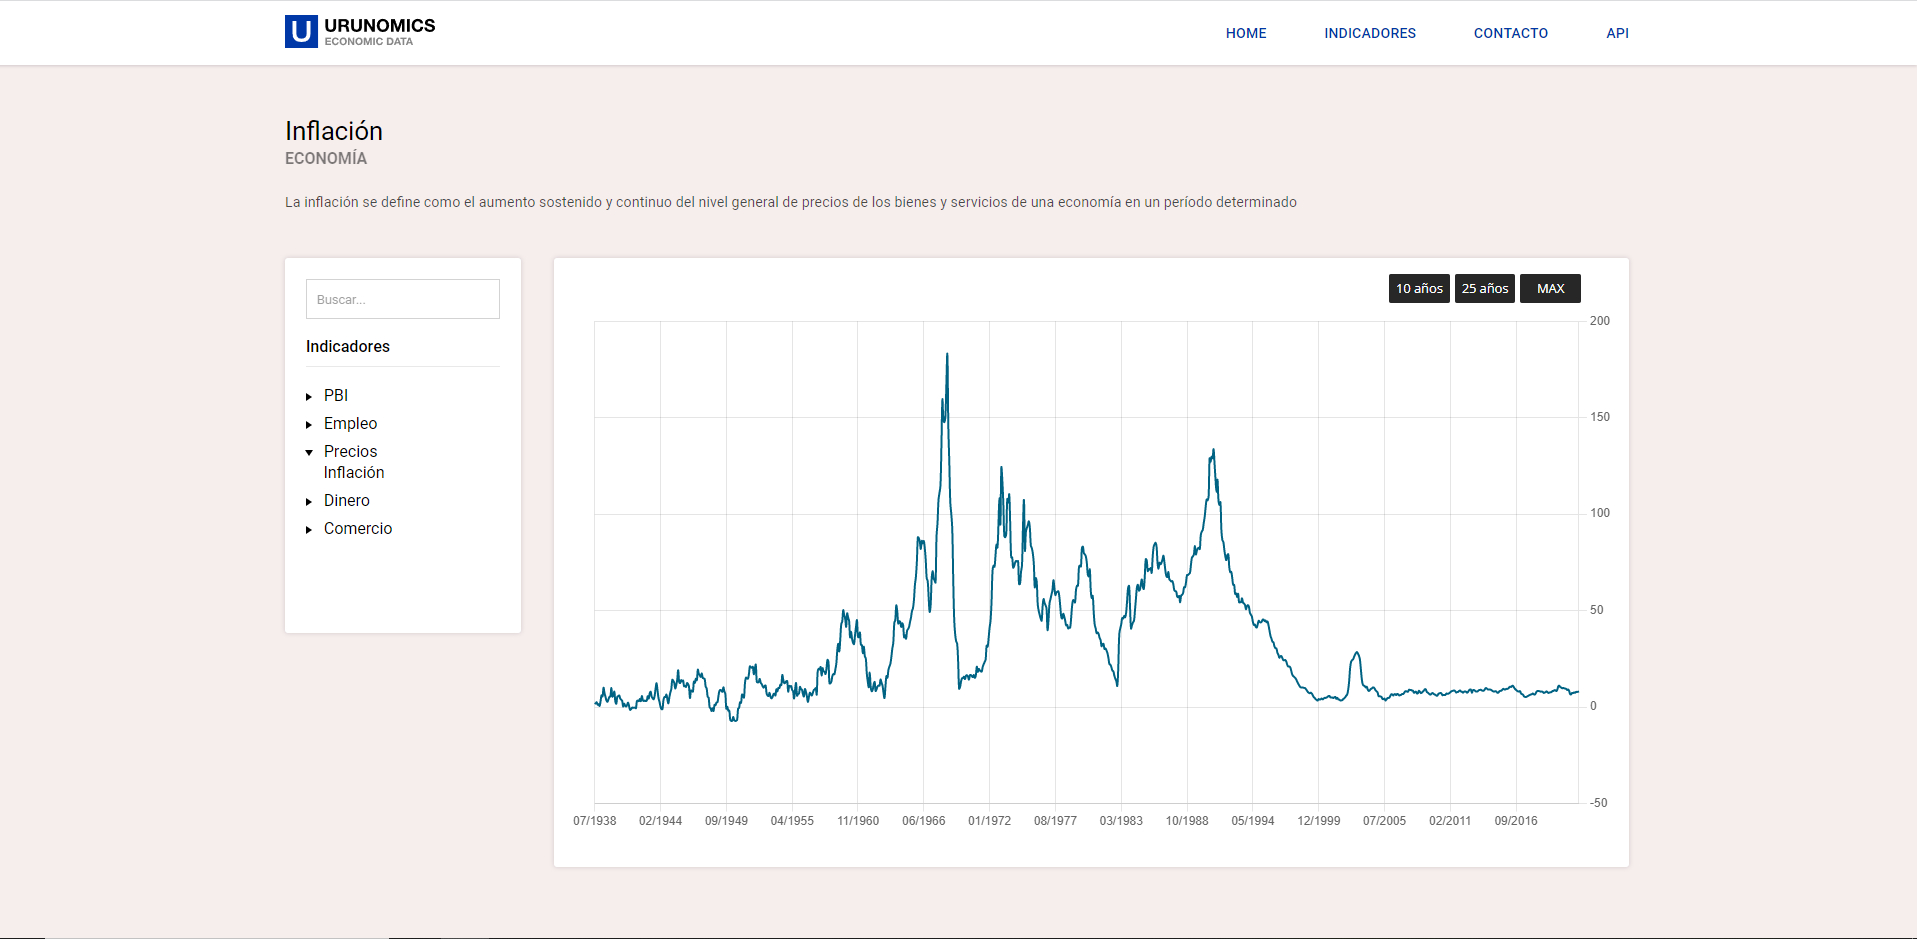 U URUNOMICS
ECONOMIC DATA
HOME INDICADORES CONTACTO API
Inflación
ECONOMÍA
La inflación se define como el aumento sostenido y continuo del nivel general de precios de los bienes y servicios de una economía en un período determinado
Buscar...
Indicadores
PBI
Empleo
Precios
Inflación
Dinero
Comercio
10 años 25 años MAX
200
150
100
50
0
-50
07/1938 02/1944 09/1949 04/1955 11/1960 06/1966 01/1972 08/1977 03/1983 10/1988 05/1994 12/1999 07/2005 02/2011 09/2016